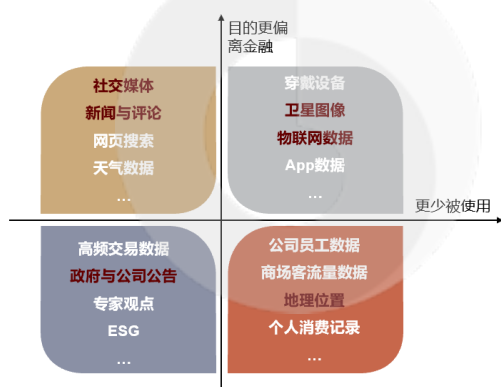 目的更偏
离金融
社交媒体
新闻与评论
网页搜索
天气数据
...
穿戴设备
卫星图像
物联网数据
App数据
...
更少被使用
高频交易数据
政府与公司公告
专家观点
ESG
...
公司员工数据
商场客流量数据
地理位置
个人消费记录
...